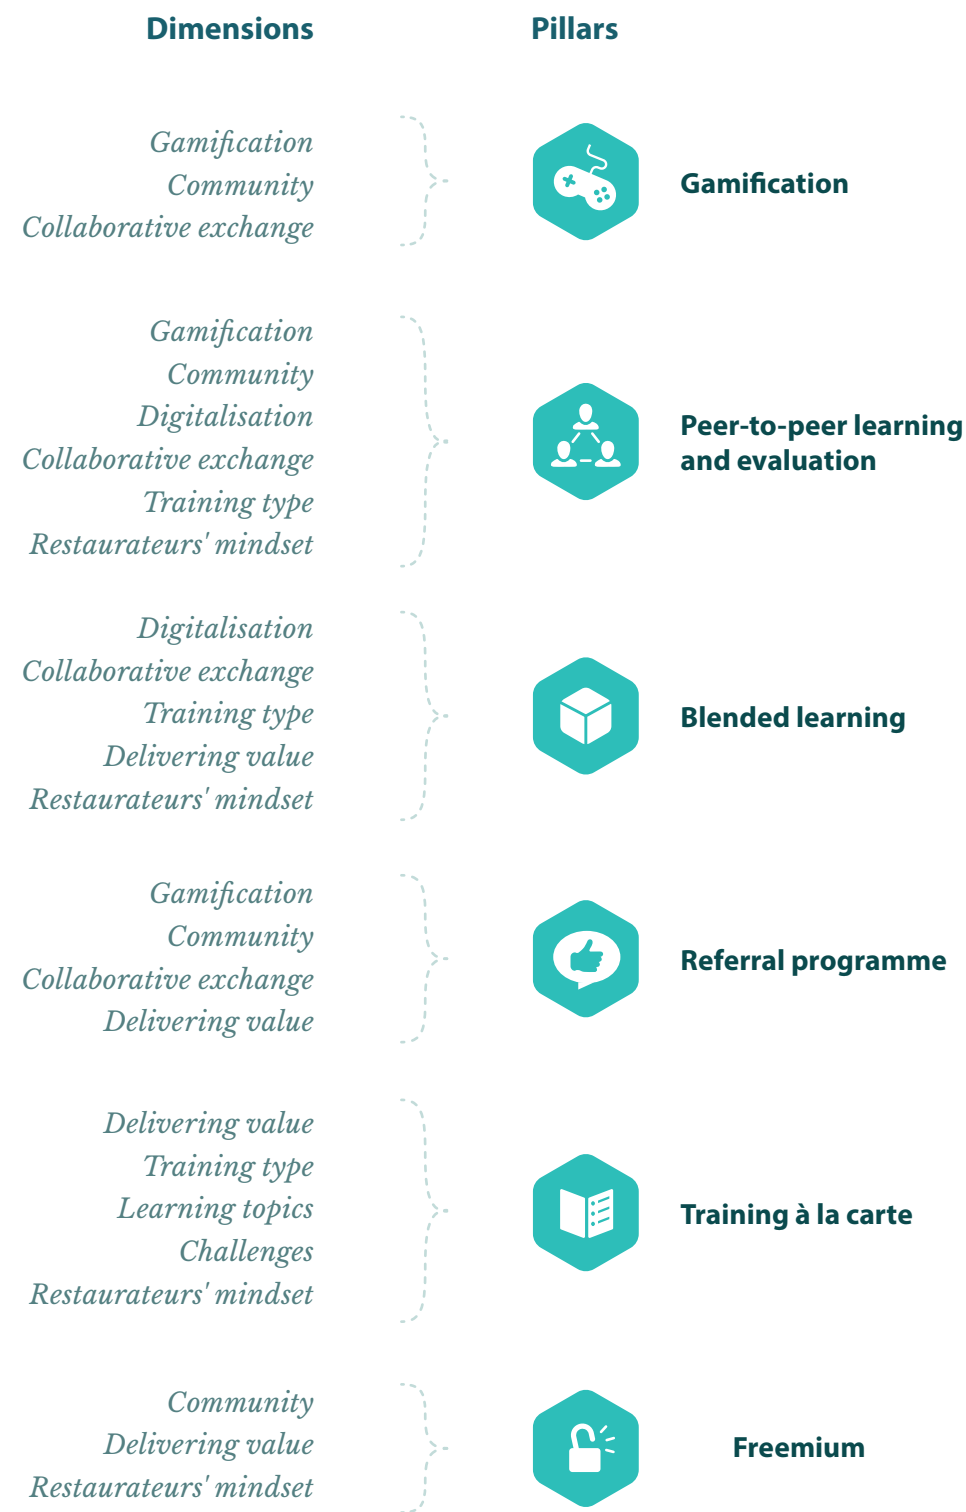 Dimensions
Pillars
Gamification
Community
Collaborative exchange
Gamification
Gamification
Community
Digitalisation
Collaborative exchange
Training type
Restaurateurs' mindset
Peer-to-peer learning
and evaluation
Digitalisation
Collaborative exchange
Training type
Delivering value
Restaurateurs' mindset
Blended learning
Gamification
Community
Collaborative exchange
Delivering value
Referral programme
Delivering value
Training type
Learning topics
Challenges
Restaurateurs' mindset
Training à la carte
Community
Delivering value
Restaurateurs' mindset
Freemium